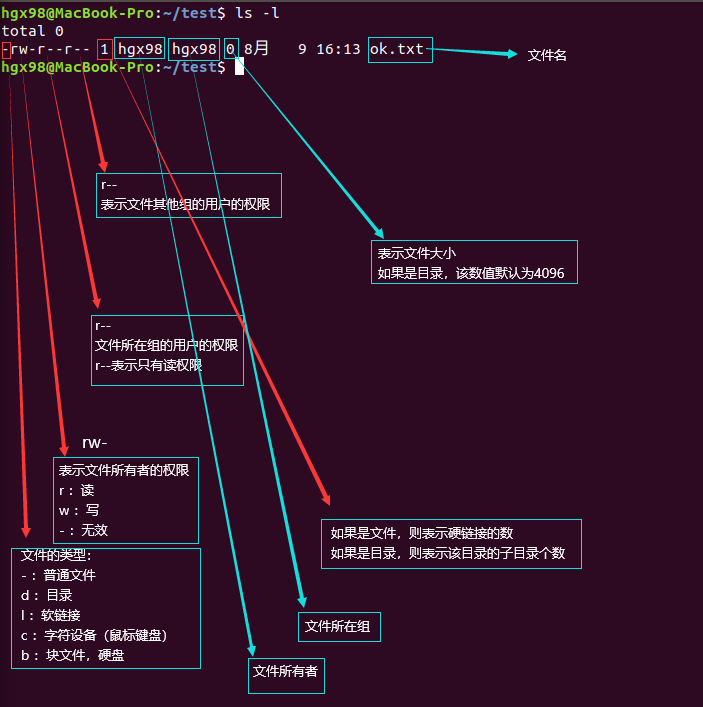 hgx98@MacBook-Pro:~/test$ ls -l
total 0
-rw-r--r-- 1 hgx98 hgx98 0 8月 9 16:13 ok.txt
文件名
hgx98@MacBook-Pro:~/test$
r--
表示文件其他组的用户的权限
表示文件大小
如果是目录，该数值默认为4096
r--
文件所在组的用户的权限
r--表示只有读权限
rw-
表示文件所有者的权限
r： 读
w： 写
-： 无效
如果是文件，则表示硬链接的数
如果是目录，则表示该目录的子目录个数
文件的类型：
-： 普通文件
d： 目录
l： 软链接
c： 字符设备（鼠标键盘）
b： 块文件，硬盘
文件所在组
文件所有者